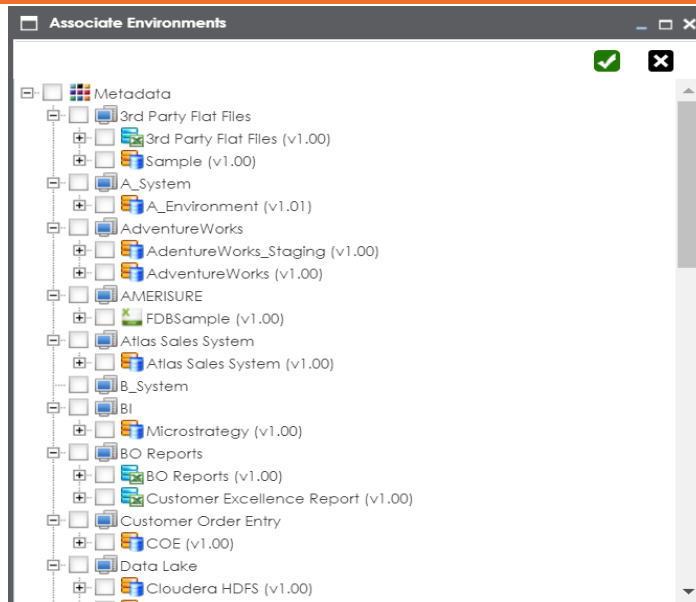 Associate Environments
Metadata
3rd Party Flat Files
3rd Party Flat Files (v1.00)
Sample (v1.00)
A_System
A_Environment (v1.01)
AdventureWorks
AdentureWorks_Staging (v1.00)
AdventureWorks (v1.00)
AMERISURE
FDBSample (v1.00)
Atlas Sales System
Atlas Sales System (v1.00)
B_System
BI
Microstrategy (v1.00)
BO Reports
BO Reports (v1.00)
Customer Excellence Report (v1.00)
Customer Order Entry
COE (v1.00)
Data Lake
Cloudera HDFS (v1.00)